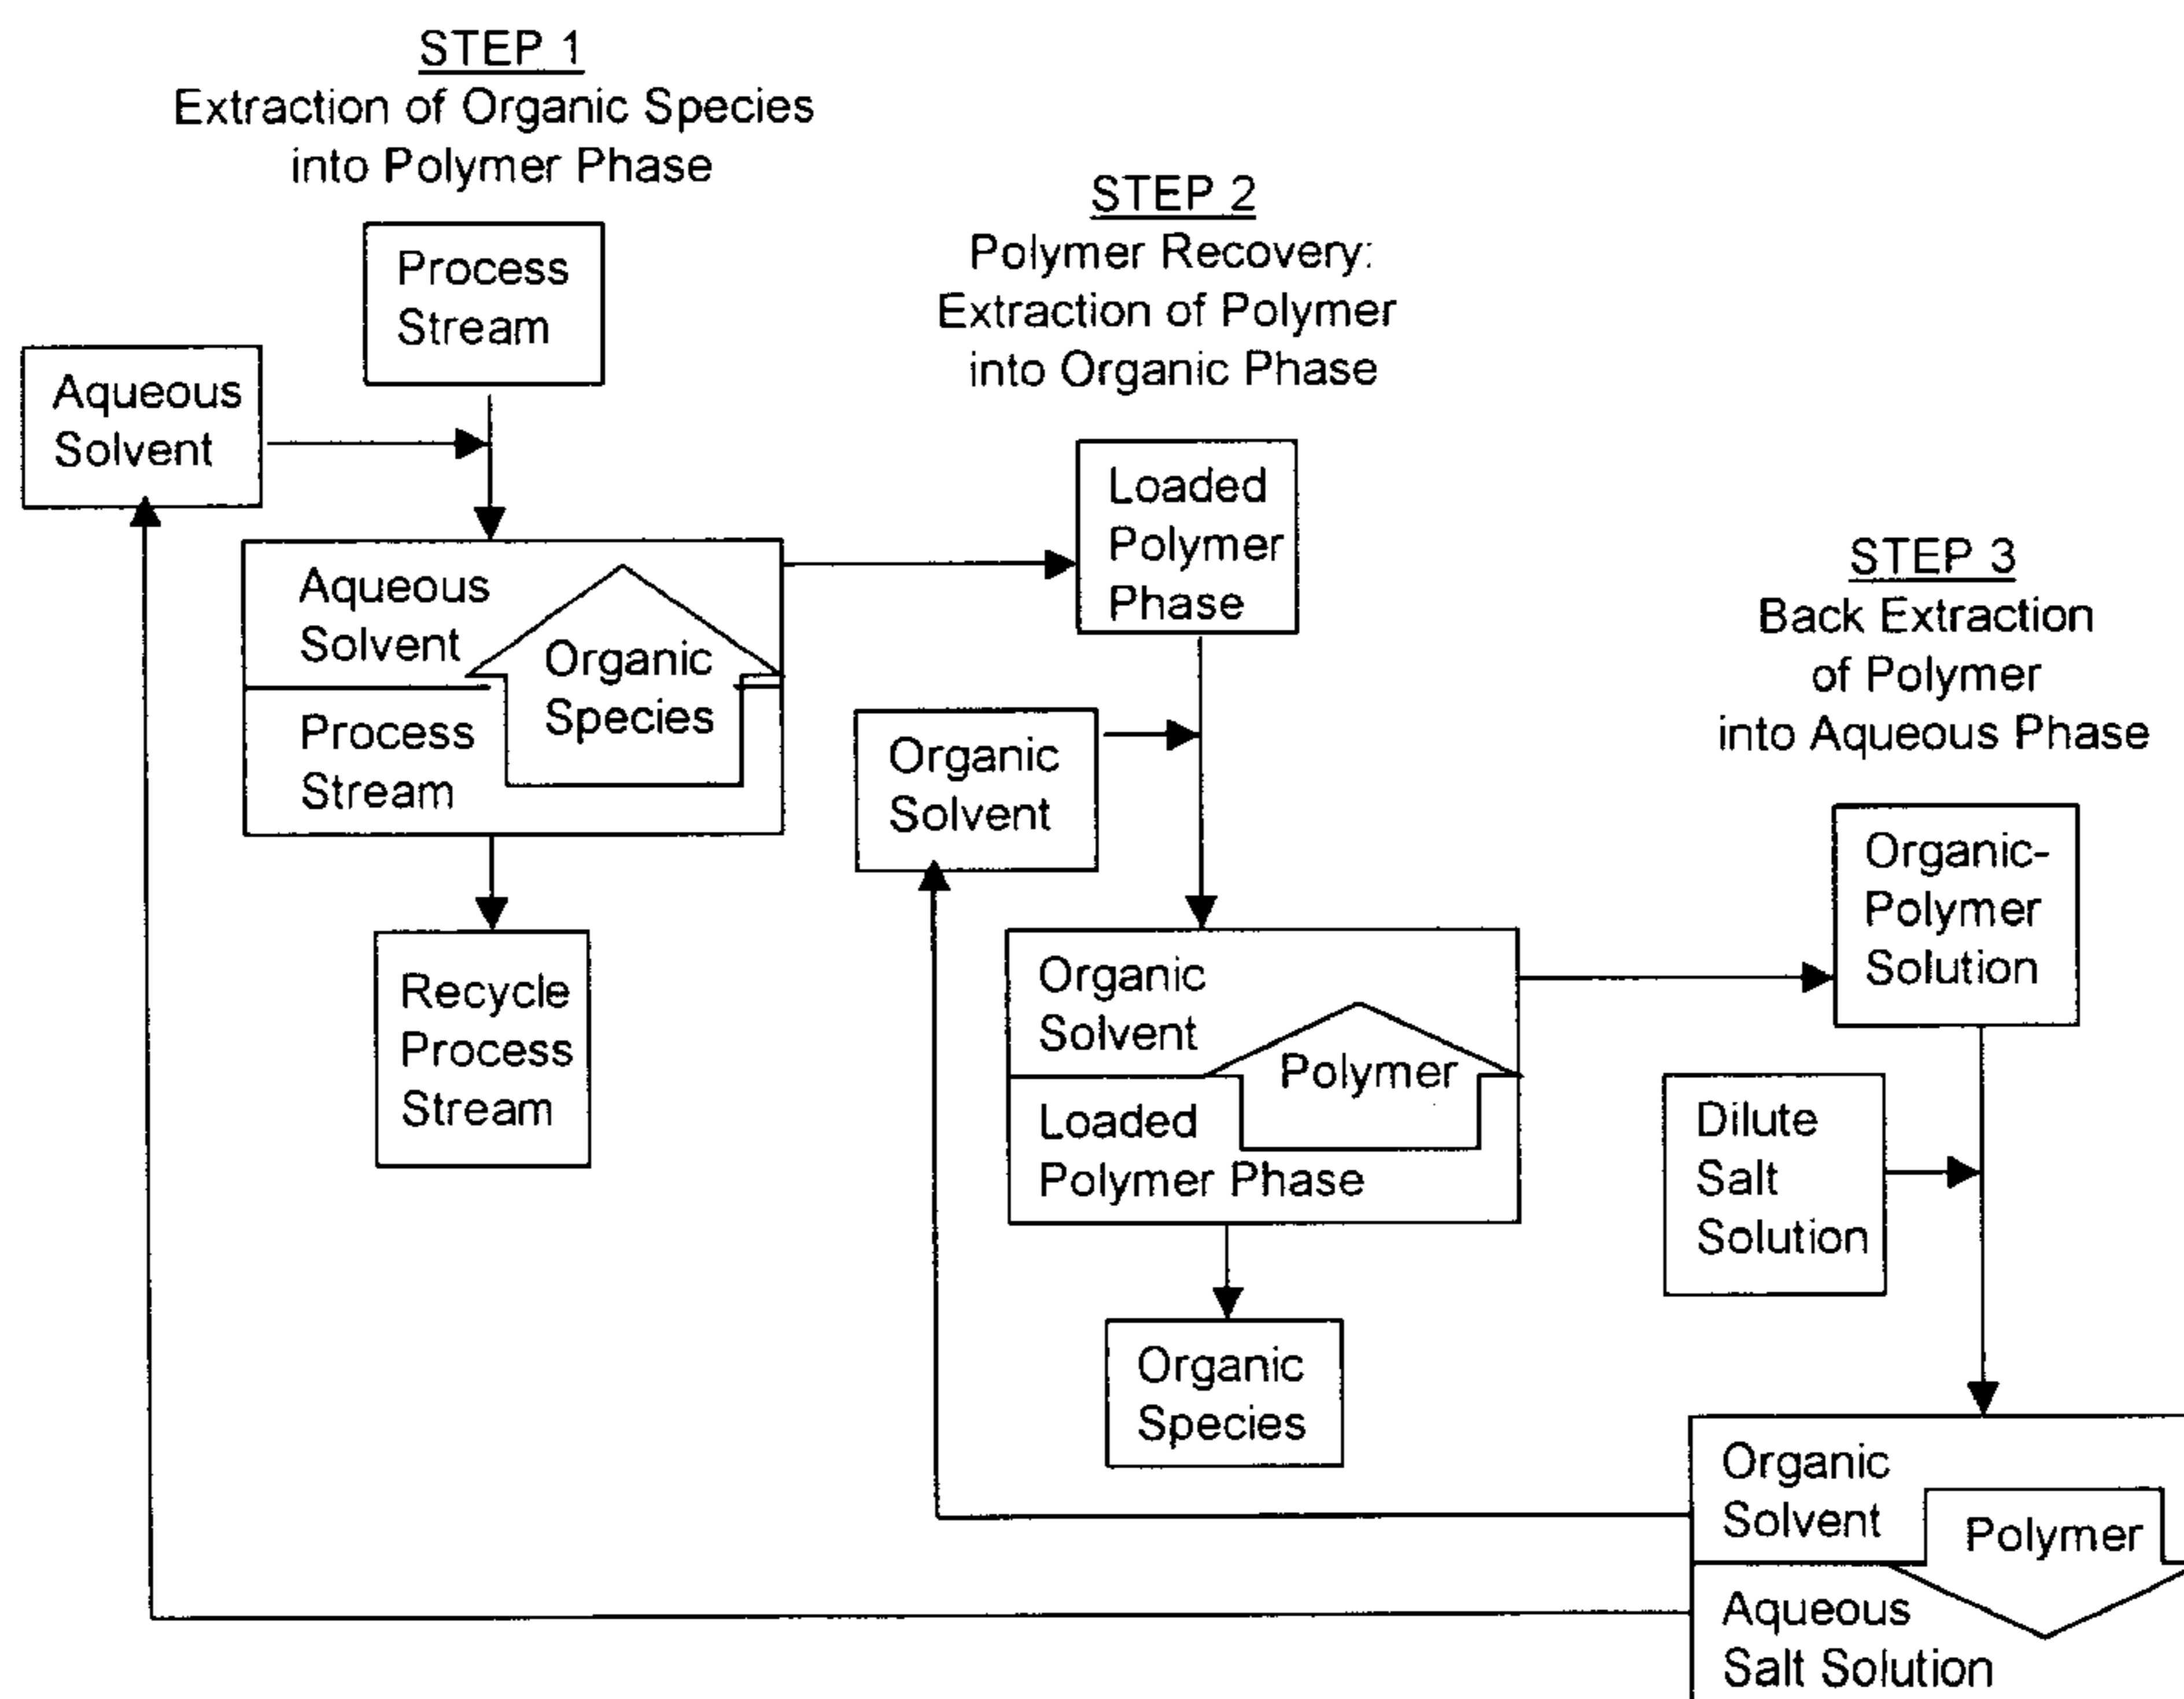 STEP 1
Extraction of Organic Species
into Polymer Phase
Process
Stream
Aqueous
Solvent
Aqueous
Solvent
Organic
Species
Process
Stream
Recycle
Process
Stream
STEP 2
Polymer Recovery:
Extraction of Polymer
into Organic Phase
Loaded
Polymer
Phase
Organic
Solvent
Organic
Solvent
Polymer
Loaded
Polymer Phase
Organic
Species
STEP 3
Back Extraction
of Polymer
into Aqueous Phase
Organic-
Polymer
Solution
Dilute
Salt
Solution
Organic
Solvent
Polymer
Aqueous
Salt Solution